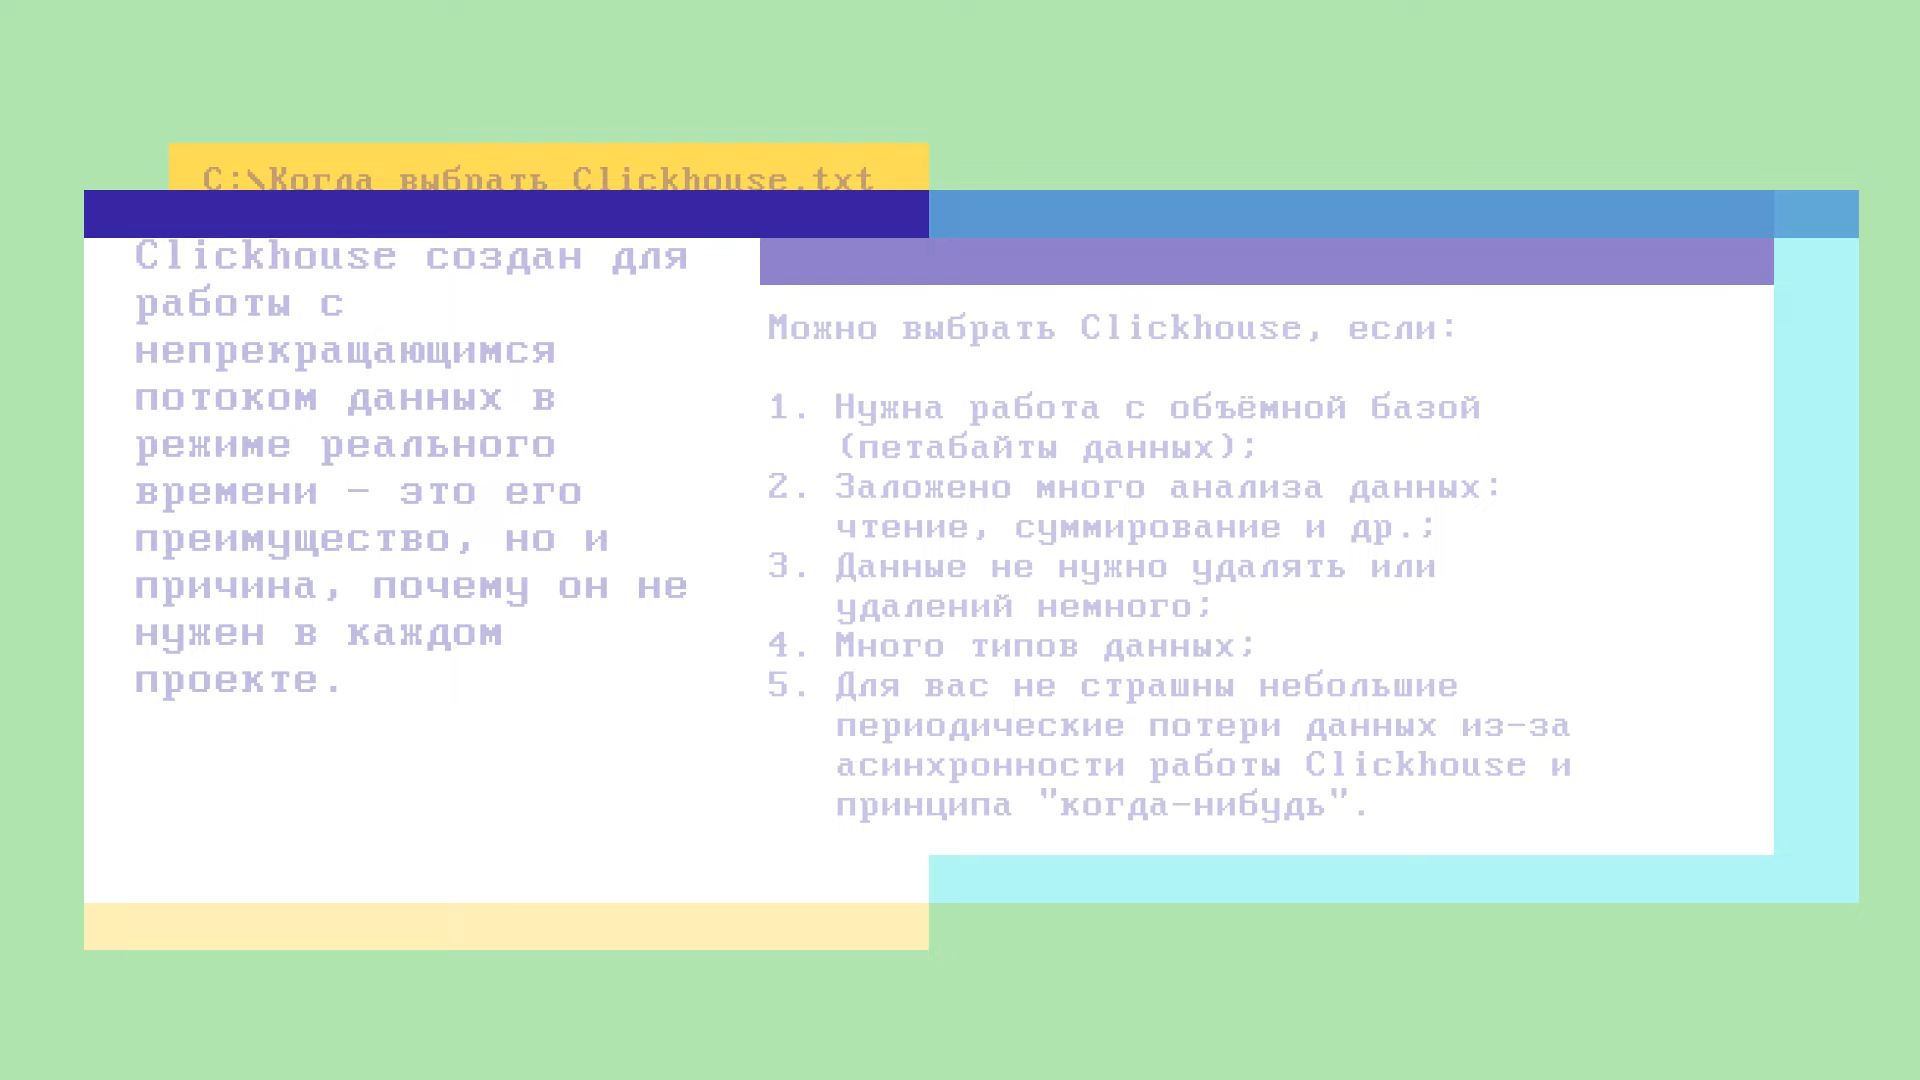 C:\Когда выбрать Clickhouse.txt
Clickhouse создан для
работы с
непрекращающимся
потоком данных в
режиме реального
времени – это его
преимущество, но и
причина, почему он не
нужен в каждом
проекте.
Можно выбрать Clickhouse, если:
1. Нужна работа с объёмной базой
(петабайты данных);
2. Заложено много анализа данных:
чтение, суммирование и др.;
3. Данные не нужно удалять или
удалений немного;
4. Много типов данных;
5. Для вас не страшны небольшие
периодические потери данных из-за
асинхронности работы Clickhouse и
принципа "когда-нибудь".